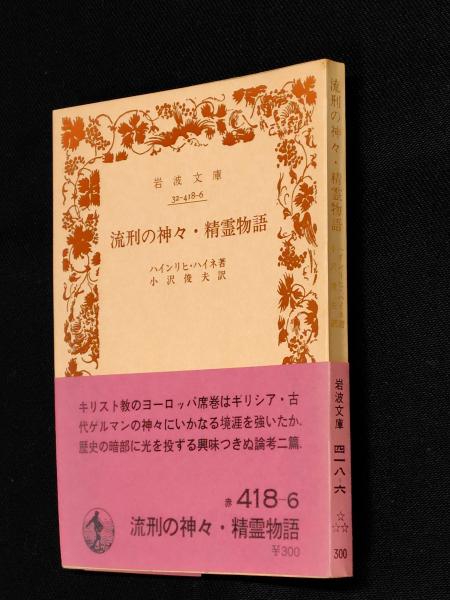 岩波文庫
32-418-6
流刑の神々・精霊物語
ハインリヒ・ハイネ著
小沢俊夫訳
キリスト教のヨーロッパ席巻はギリシア・古
代ゲルマンの神々にいかなる境涯を強いたか.
歴史の暗部に光を投ずる興味つきぬ論考二篇.
赤 418-6
流刑の神々・精霊物語
¥300
流刑の神々・精霊物語
岩波文庫 四一八-六 ☆☆☆
300